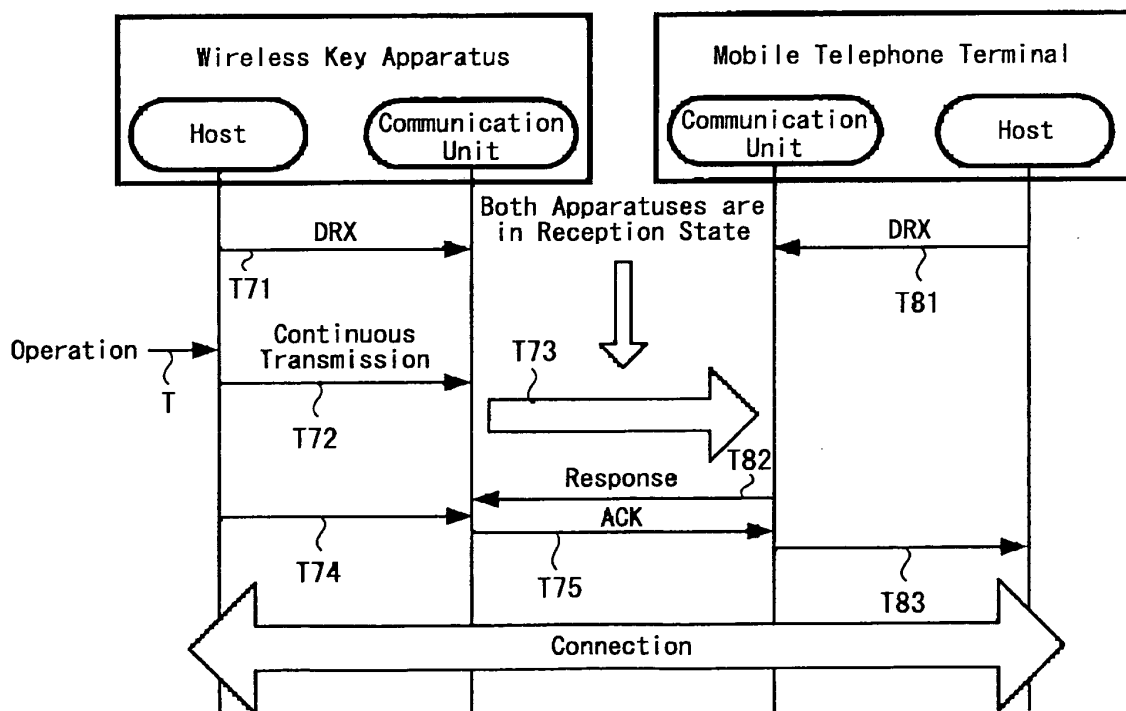 Wireless Key Apparatus
Mobile Telephone Terminal
Host
Communication
Unit
Communication
Unit
Host
Both Apparatuses are
in Reception State
DRX
DRX
T71
T81
Operation
T
Continuous
Transmission
T73
T72
T82
Response
ACK
T74
T75
T83
Connection